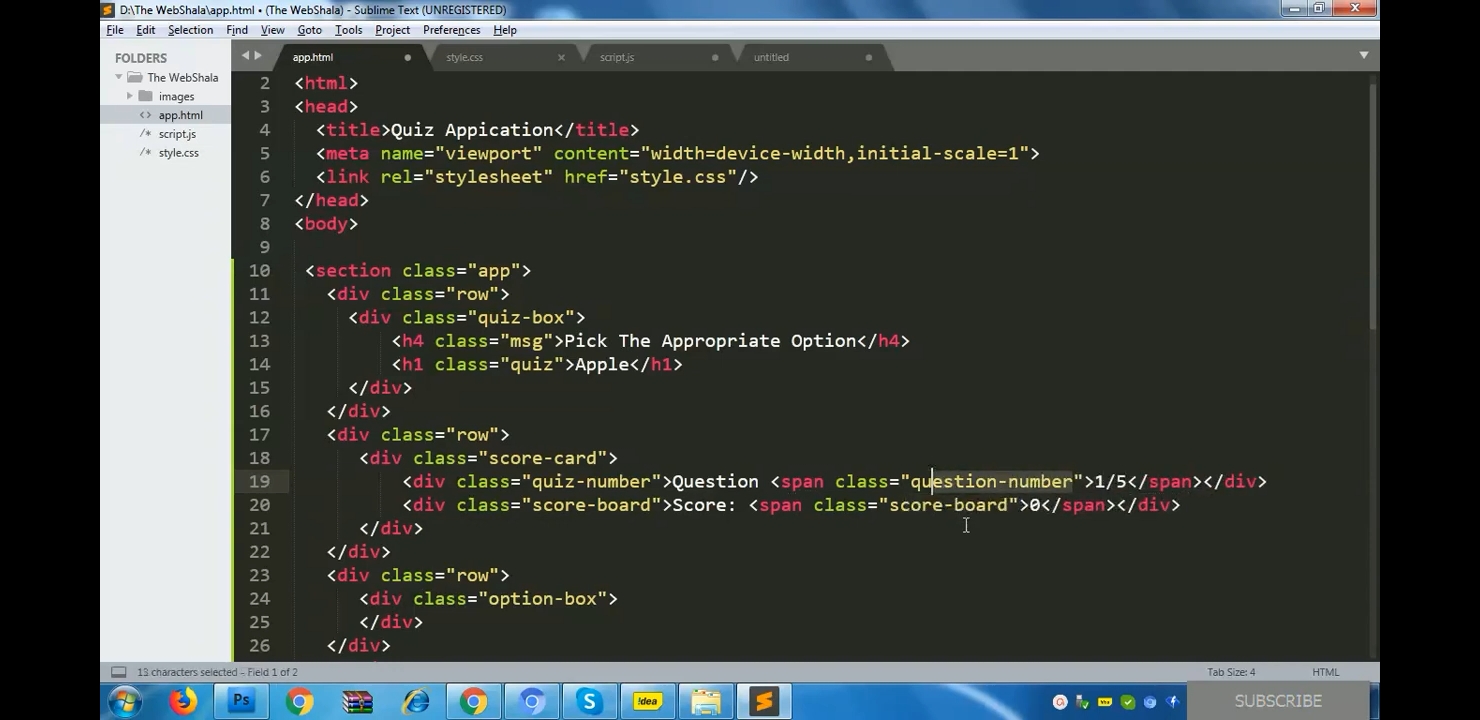 D:\The WebShala\app.html • (The WebShala) - Sublime Text (UNREGISTERED)
File Edit Selection Find View Goto Tools Project Preferences Help
FOLDERS
The WebShala
images
app.html
script.js
style.css
app.html style.css script.js untitled
2 <html>
3 <head>
4 <title>Quiz Appication</title>
5 <meta name="viewport" content="width=device-width,initial-scale=1">
6 <link rel="stylesheet" href="style.css"/>
7 </head>
8 <body>
9
10 <section class="app">
11 <div class="row">
12 <div class="quiz-box">
13 <h4 class="msg">Pick The Appropriate Option</h4>
14 <h1 class="quiz">Apple</h1>
15 </div>
16 </div>
17 <div class="row">
18 <div class="score-card">
19 <div class="quiz-number">Question <span class="question-number">1/5</span></div>
20 <div class="score-board">Score: <span class="score-board">0</span></div>
21 </div>
22 </div>
23 <div class="row">
24 <div class="option-box">
25 </div>
26 </div>
13 characters selected - Field 1 of 2 Tab Size: 4 HTML
Ps !dea SUBSCRIBE